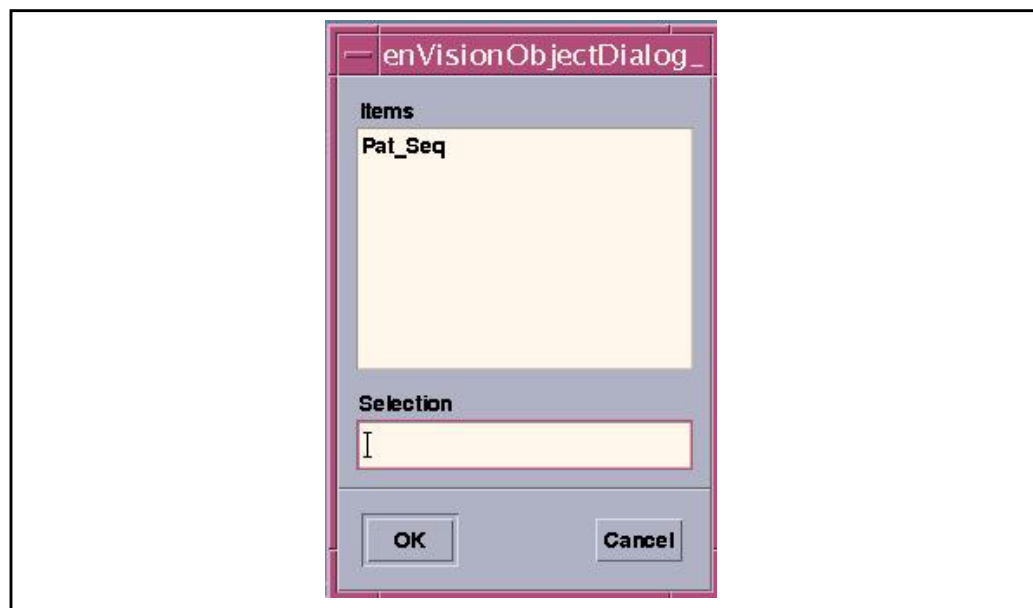 enVisionObjectDialog_
Items
Pat_Seq
Selection
OK
Cancel